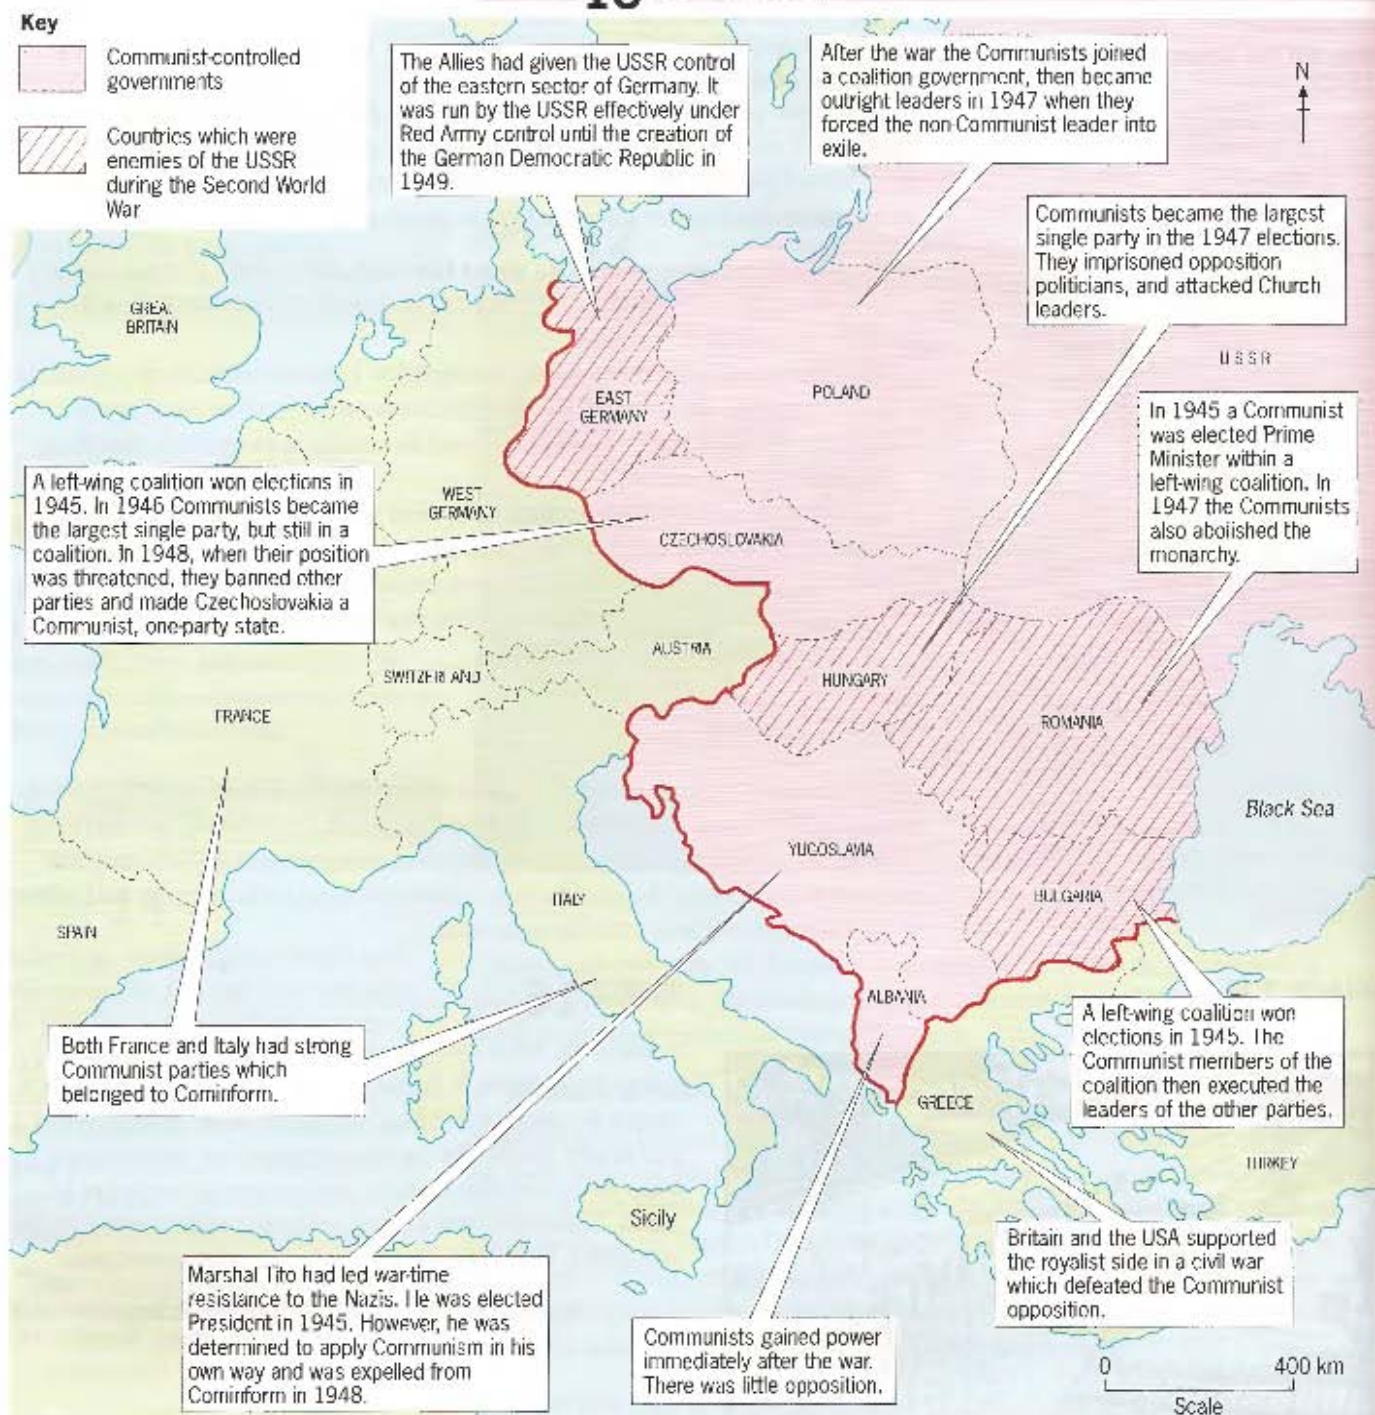 Key
Communist-controlled
governments
Countries which were
enemies of the USSR
during the Second World
War
The Allies had given the USSR control
of the eastern sector of Germany. It
was run by the USSR effectively under
Red Army control until the creation of
the German Democratic Republic in
1949.
After the war the Communists joined
a coalition government, then became
outright leaders in 1947 when they
forced the non-Communist leader into
exile.
N
Communists became the largest
single party in the 1947 elections.
They imprisoned opposition
politicians, and attacked Church
leaders.
GREAT
BRITAIN
USSR
EAST
GERMANY
POLAND
In 1945 a Communist
was elected Prime
Minister within a
left-wing coalition. In
1947 the Communists
also abolished the
monarchy.
A left-wing coalition won elections in
1945. In 1946 Communists became
the largest single party, but still in a
coalition. In 1948, when their position
was threatened, they banned other
parties and made Czechoslovakia a
Communist, one-party state.
WEST
GERMANY
CZECHOSLOVAKIA
AUSTRIA
SWITZERLAND
HUNGARY
FRANCE
ROMANIA
Black Sea
YUGOSLAVIA
ITALY
BULGARIA
SPAIN
ALBANIA
A left-wing coalition won
elections in 1945. The
Communist members of the
coalition then executed the
leaders of the other parties.
Both France and Italy had strong
Communist parties which
belonged to Cominform.
GREECE
TURKEY
Sicily
Britain and the USA supported
the royalist side in a civil war
which defeated the Communist
opposition.
Marshal Tito had led war-time
resistance to the Nazis. He was elected
President in 1945. However, he was
determined to apply Communism in his
own way and was expelled from
Cominform in 1948.
Communists gained power
immediately after the war.
There was little opposition.
0 400 km
Scale